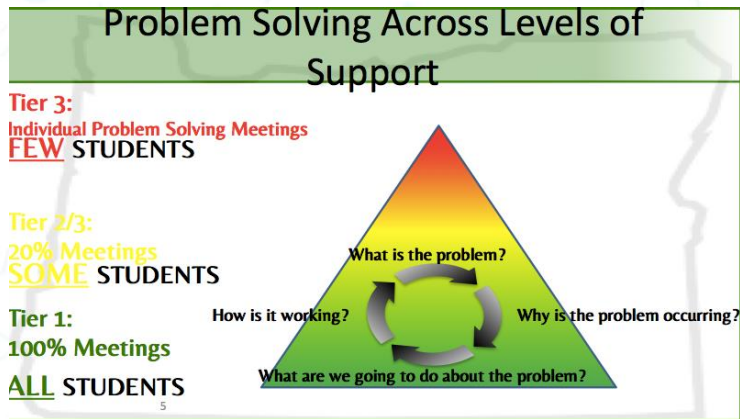 Problem Solving Across Levels of
Support
Tier 3:
Individual Problem Solving Meetings
FEW STUDENTS
Tier 2/3:
20% Meetings
SOME STUDENTS
Tier 1:
100% Meetings
ALL STUDENTS
What is the problem?
Why is the problem occurring?
What are we going to do about the problem?
How is it working?
5